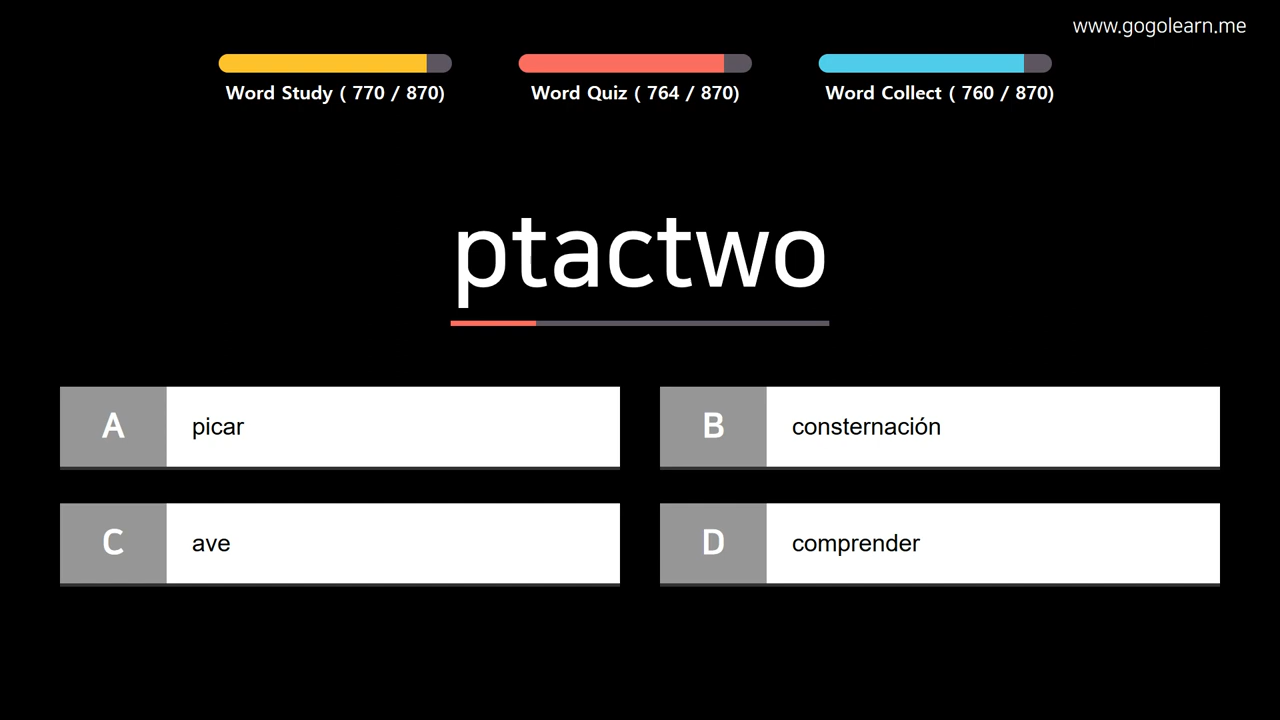 www.gogolearn.me
Word Study ( 770 / 870)
Word Quiz ( 764 / 870)
Word Collect ( 760 / 870)
ptactwo
A picar
B consternación
C ave
D comprender